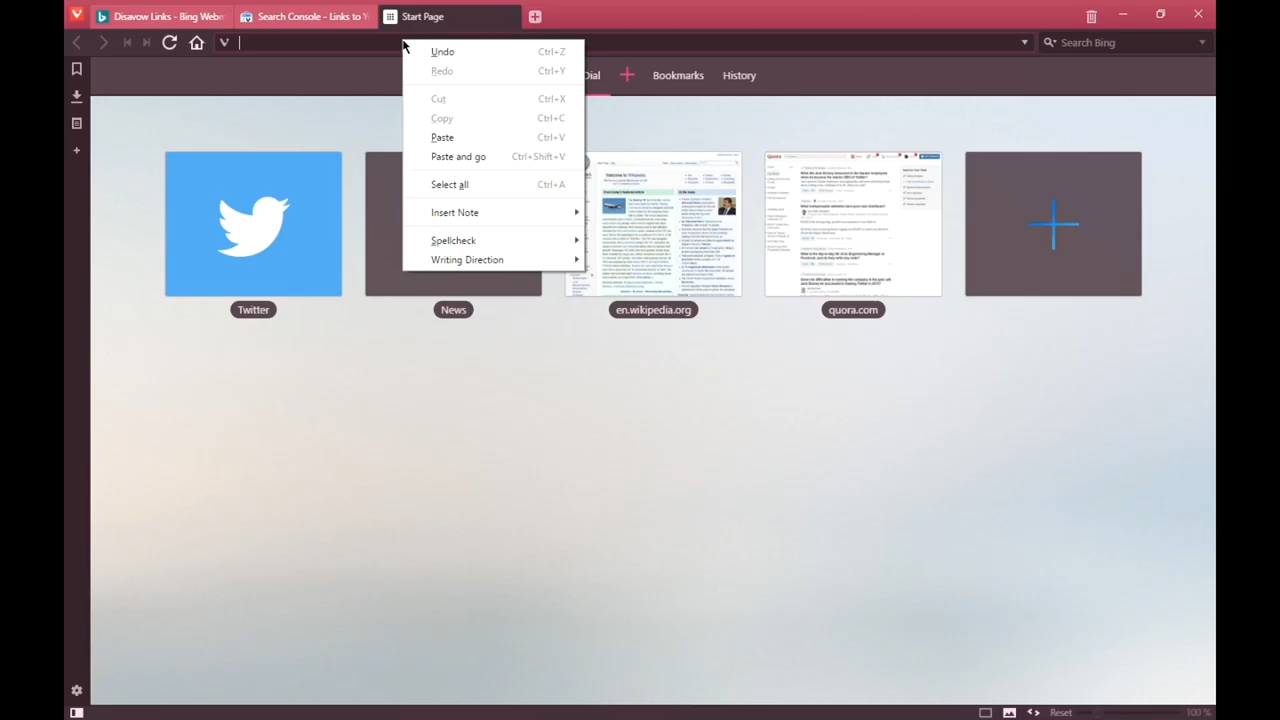 Disavow Links - Bing Webm
Search Console - Links to Y
Start Page
Search Bing
Dial
Bookmarks
History
Undo Ctrl+Z
Redo Ctrl+Y
Cut Ctrl+X
Copy Ctrl+C
Paste Ctrl+V
Paste and go Ctrl+Shift+V
Select all Ctrl+A
Insert Note
Spellcheck
Writing Direction
Twitter
News
en.wikipedia.org
quora.com
Reset
100 %